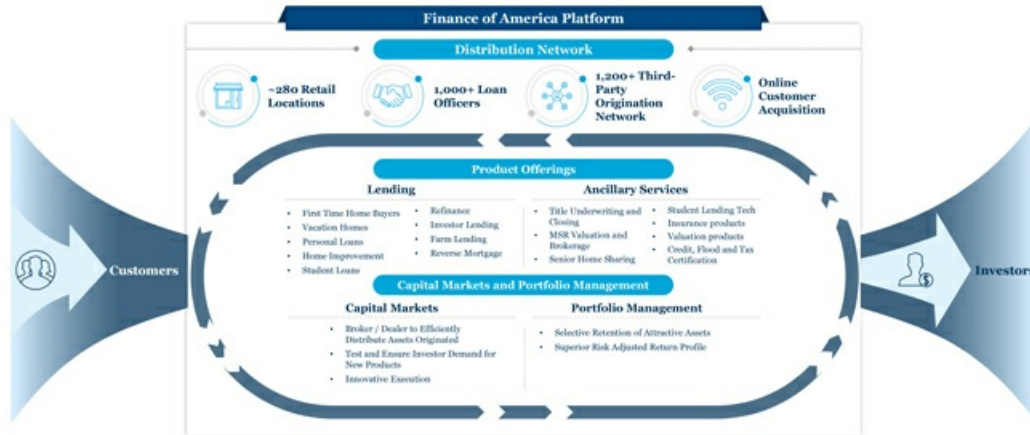 Finance of America Platform
Distribution Network
~280 Retail
Locations
1,000+ Loan
Officers
1,200+ Third-
Party
Origination
Network
Online
Customer
Acquisition
Product Offerings
Lending
• First Time Home Buyers
• Vacation Homes
• Personal Loans
• Home Improvement
• Student Loans
• Refinance
• Investor Lending
• Farm Lending
• Reverse Mortgage
Ancillary Services
• Title Underwriting and
Closing
• MSR Valuation and
Brokerage
• Senior Home Sharing
• Student Lending Tech
• Insurance products
• Valuation products
• Credit, Flood and Tax
Certification
Customers
Investors
Capital Markets and Portfolio Management
Capital Markets
• Broker / Dealer to Efficiently
Distribute Assets Originated
• Test and Ensure Investor Demand for
New Products
• Innovative Execution
Portfolio Management
• Selective Retention of Attractive Assets
• Superior Risk Adjusted Return Profile